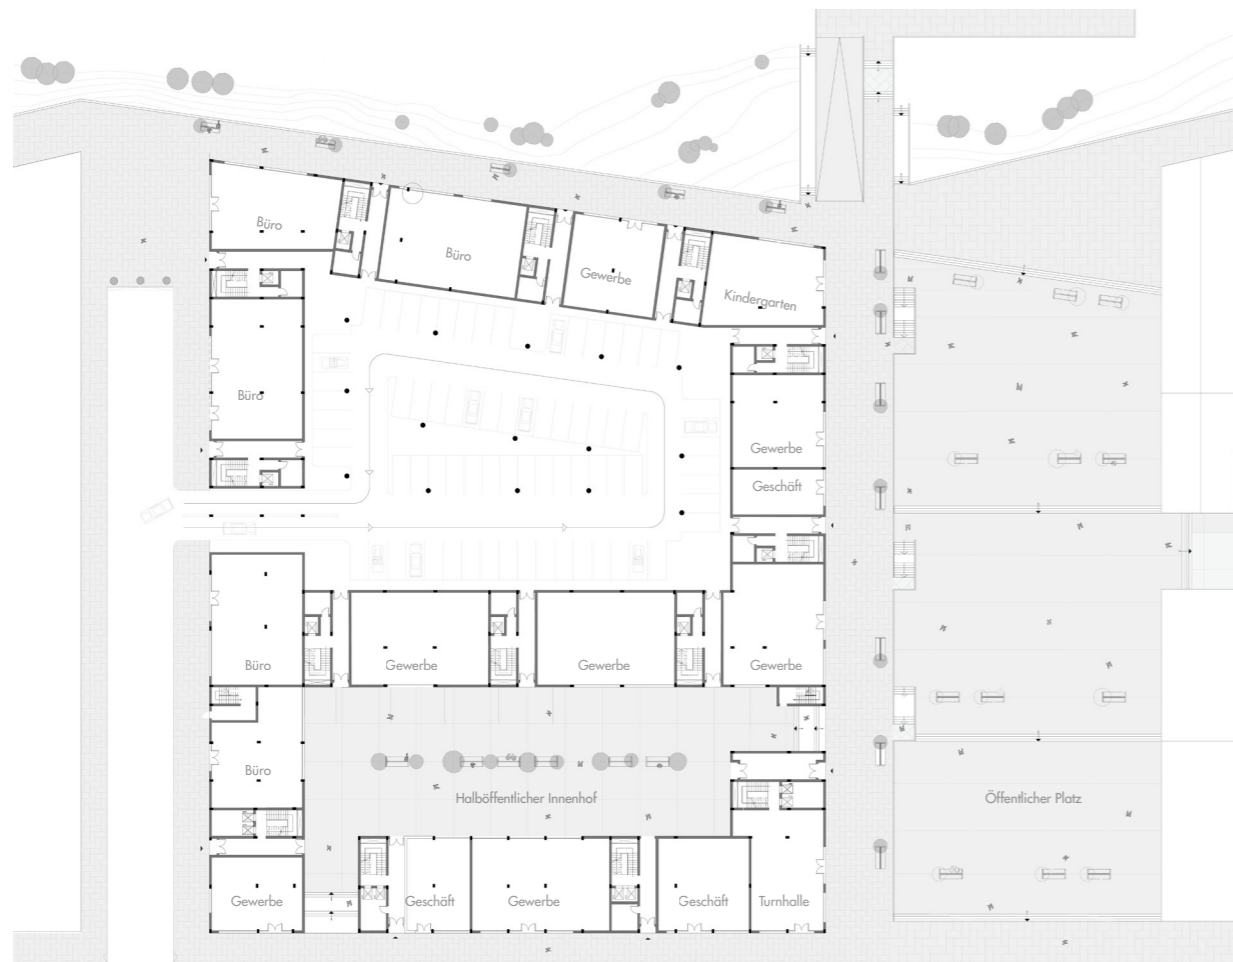 Büro
Büro
Gewerbe
Kindergarten
Büro
Gewerbe
Geschäft
Büro
Gewerbe
Gewerbe
Gewerbe
Büro
Halböffentlicher Innenhof
Öffentlicher Platz
Gewerbe
Geschäft
Gewerbe
Geschäft
Turnhalle